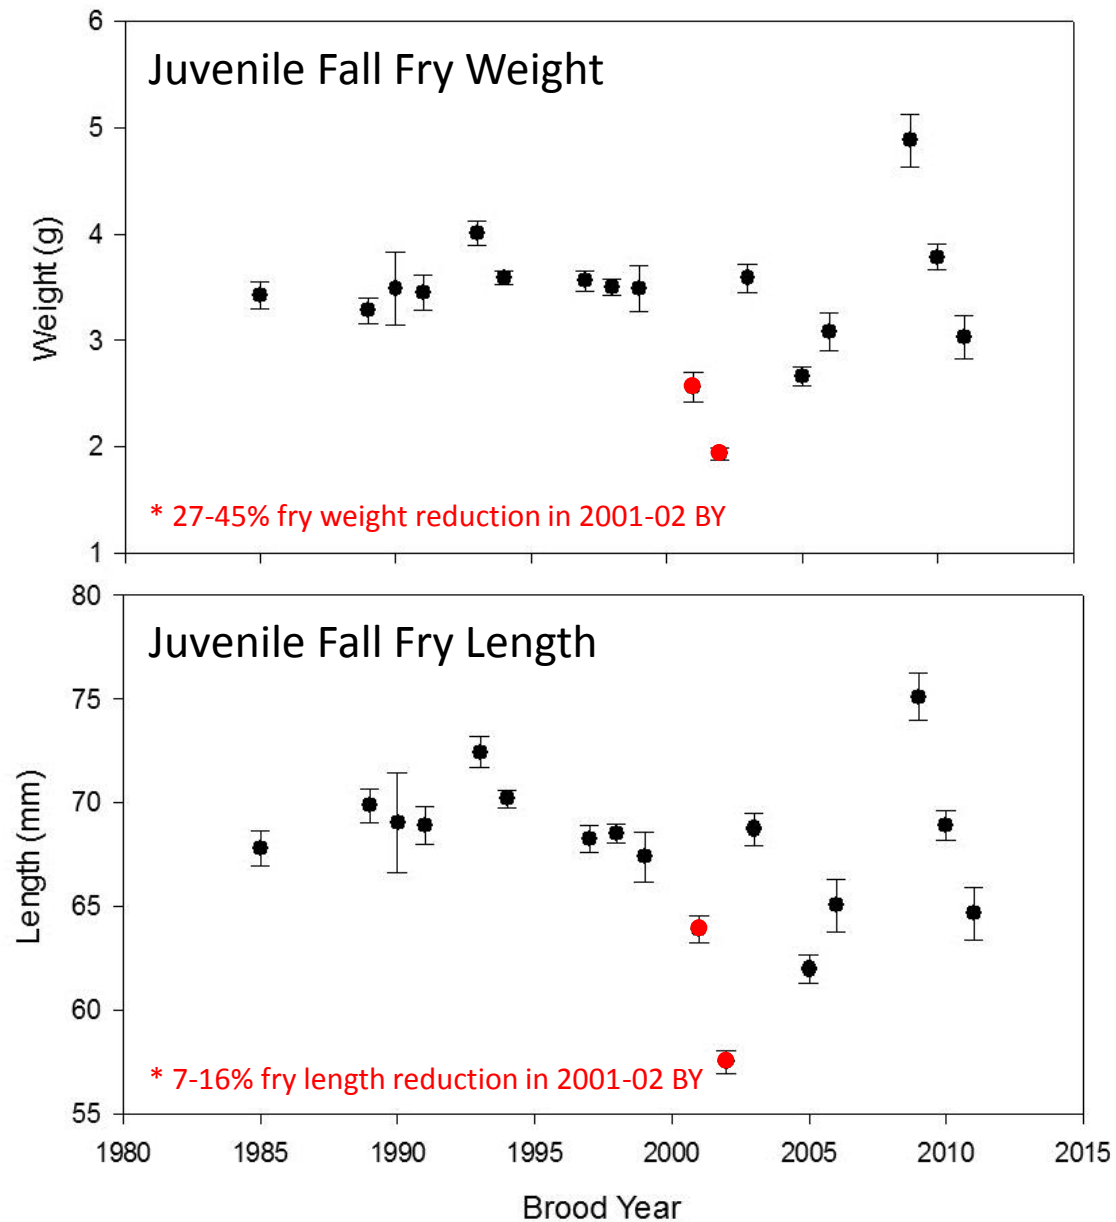 Juvenile Fall Fry Weight
6
5
4
3
2
1
Weight (g)
* 27-45% fry weight reduction in 2001-02 BY
Juvenile Fall Fry Length
80
75
70
65
60
55
Length (mm)
* 7-16% fry length reduction in 2001-02 BY
1980 1985 1990 1995 2000 2005 2010 2015
Brood Year